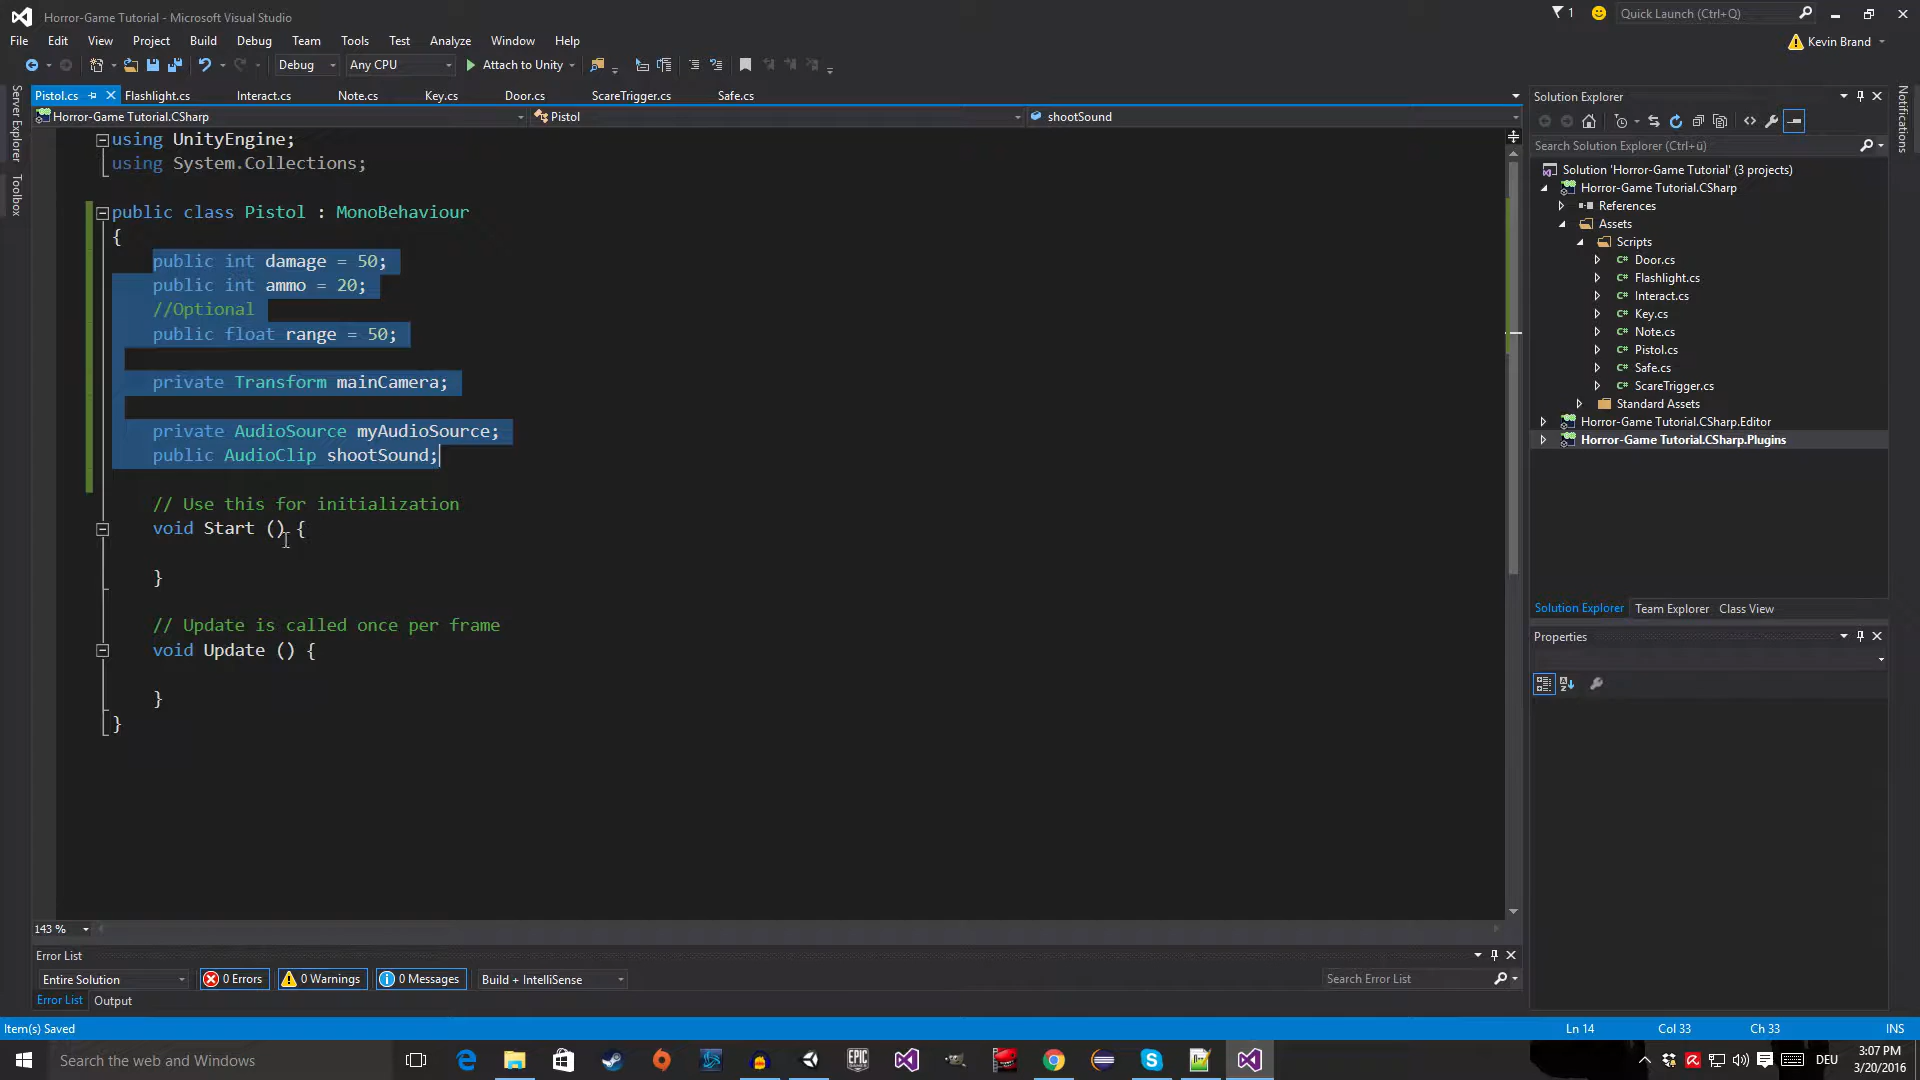 Horror-Game Tutorial - Microsoft Visual Studio
1
Quick Launch (Ctrl+Q)
File Edit View Project Build Debug Team Tools Test Analyze Window Help
Kevin Brand
Debug Any CPU Attach to Unity
Server Explorer
Toolbox
Notifications
Pistol.cs Flashlight.cs Interact.cs Note.cs Key.cs Door.cs ScareTrigger.cs Safe.cs
Horror-Game Tutorial.CSharp Pistol shootSound
using UnityEngine;
using System.Collections;
public class Pistol : MonoBehaviour
{
public int damage = 50;
public int ammo = 20;
//Optional
public float range = 50;
private Transform mainCamera;
private AudioSource myAudioSource;
public AudioClip shootSound;
// Use this for initialization
void Start () {
}
// Update is called once per frame
void Update () {
}
}
143 %
Solution Explorer
Search Solution Explorer (Ctrl+ü)
Solution 'Horror-Game Tutorial' (3 projects)
Horror-Game Tutorial.CSharp
References
Assets
Scripts
Door.cs
Flashlight.cs
Interact.cs
Key.cs
Note.cs
Pistol.cs
Safe.cs
ScareTrigger.cs
Standard Assets
Horror-Game Tutorial.CSharp.Editor
Horror-Game Tutorial.CSharp.Plugins
Solution Explorer Team Explorer Class View
Properties
Error List
Entire Solution 0 Errors 0 Warnings 0 Messages Build + IntelliSense Search Error List
Error List Output
Item(s) Saved Ln 14 Col 33 Ch 33 INS
Search the web and Windows
EPIC GAMES
DEU
3:07 PM
3/20/2016